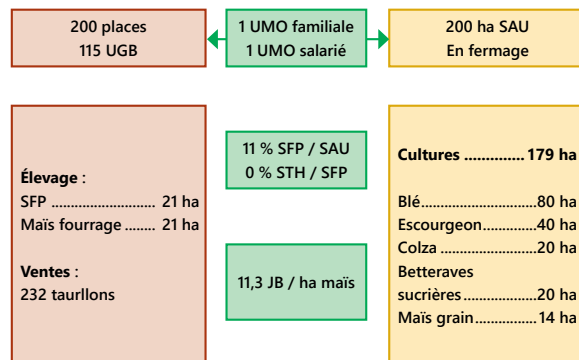 200 places
115 UGB
1 UMO familiale
1 UMO salarié
200 ha SAU
En fermage
Élevage :
SFP ........................... 21 ha
Maïs fourrage ........ 21 ha
Ventes :
232 taurllons
11 % SFP / SAU
0 % STH / SFP
11,3 JB / ha maïs
Cultures .............. 179 ha
Blé ................................ 80 ha
Escourgeon ................ 40 ha
Colza ........................... 20 ha
Betteraves
sucrières ..................... 20 ha
Maïs grain .................. 14 ha